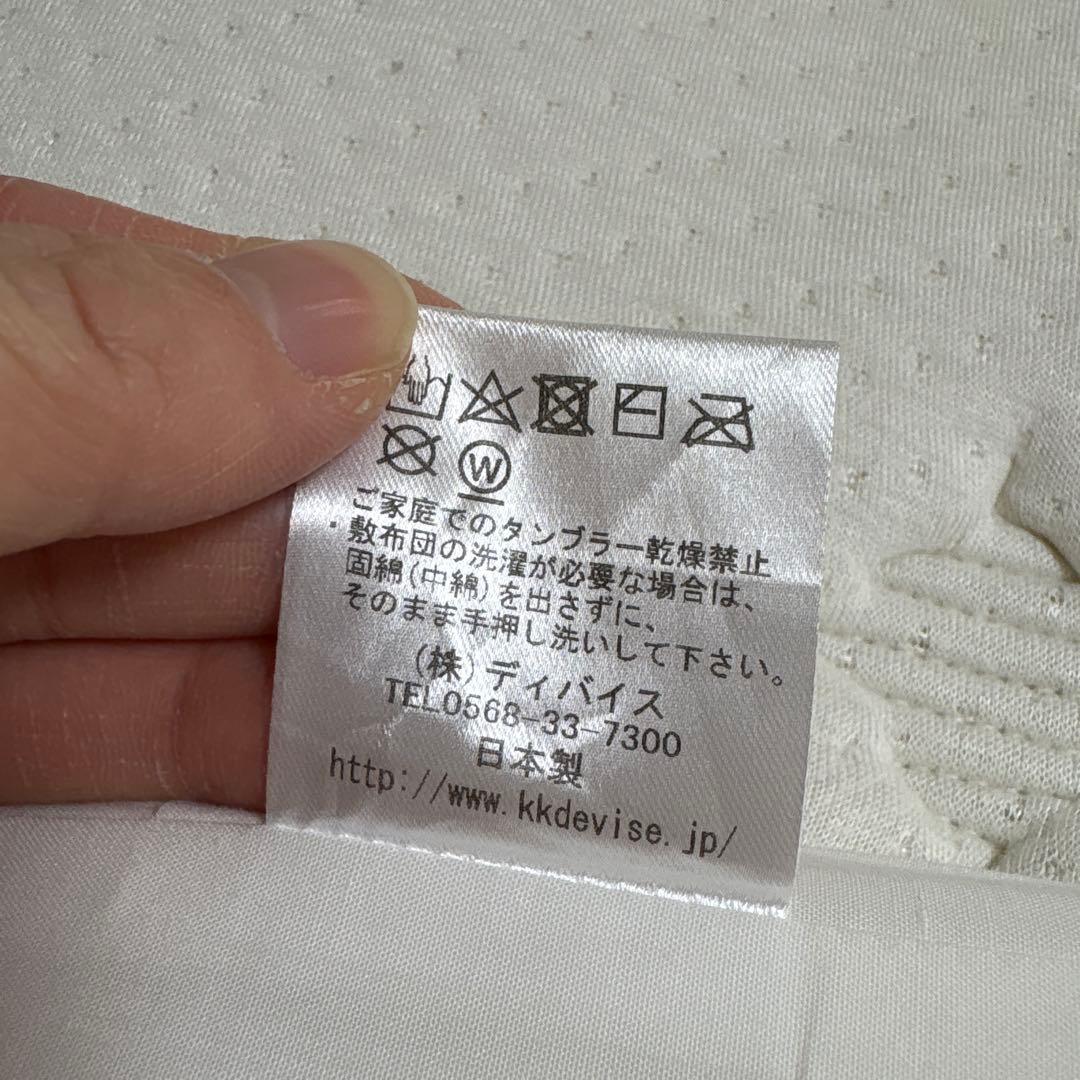 W
ご家庭でのタンブラー乾燥禁止
・敷布団の洗濯が必要な場合は、
固綿(中綿)を出さずに、
そのまま手押し洗いして下さい。
(株)ディバイス
TEL0568-33-7300
日本製
http://www.kkdevise.jp/